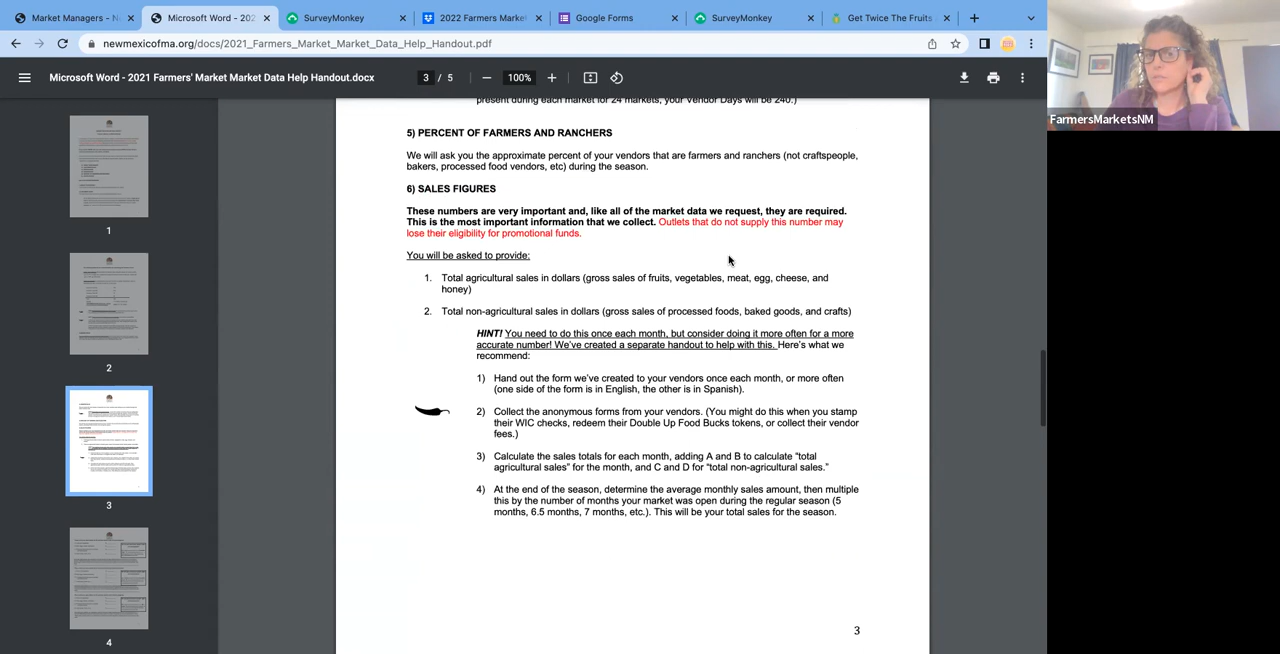 Market Managers - N
Microsoft Word - 202
SurveyMonkey
2022 Farmers Marke
Google Forms
SurveyMonkey
Get Twice The Fruits
newmexicofma.org/docs/2021_Farmers_Market_Market_Data_Help_Handout.pdf
Microsoft Word - 2021 Farmers' Market Market Data Help Handout.docx
3 / 5
100%
FarmersMarketsNM
1
2
3
4
present during each market for 24 markets, your Vendor Days will be 240.)
5) PERCENT OF FARMERS AND RANCHERS
We will ask you the approximate percent of your vendors that are farmers and ranchers (not craftspeople,
bakers, processed food vendors, etc) during the season.
6) SALES FIGURES
These numbers are very important and, like all of the market data we request, they are required.
This is the most important information that we collect. Outlets that do not supply this number may
lose their eligibility for promotional funds.
You will be asked to provide:
1. Total agricultural sales in dollars (gross sales of fruits, vegetables, meat, egg, cheese, and
honey)
2. Total non-agricultural sales in dollars (gross sales of processed foods, baked goods, and crafts)
HINT! You need to do this once each month, but consider doing it more often for a more
accurate number! We've created a separate handout to help with this. Here's what we
recommend:
1) Hand out the form we've created to your vendors once each month, or more often
(one side of the form is in English, the other is in Spanish).
2) Collect the anonymous forms from your vendors. (You might do this when you stamp
their WIC checks, redeem their Double Up Food Bucks tokens, or collect their vendor
fees.)
3) Calculate the sales totals for each month, adding A and B to calculate "total
agricultural sales" for the month, and C and D for "total non-agricultural sales."
4) At the end of the season, determine the average monthly sales amount, then multiple
this by the number of months your market was open during the regular season (5
months, 6.5 months, 7 months, etc.). This will be your total sales for the season.
3